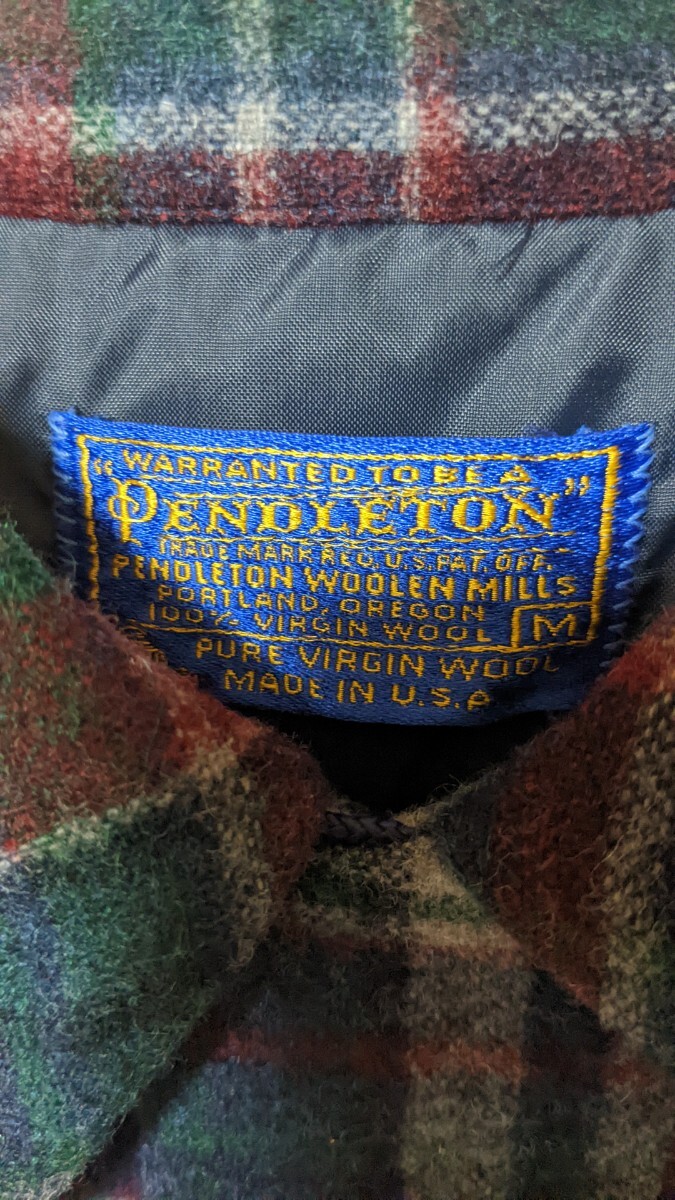 WARRANTED TO BE A
"PENDLETON"
TRADE MARK REG. U.S. PAT. OFF.
PENDLETON WOOLEN MILLS
PORTLAND, OREGON
100% VIRGIN WOOL M
PURE VIRGIN WOOL
MADE IN U.S.A